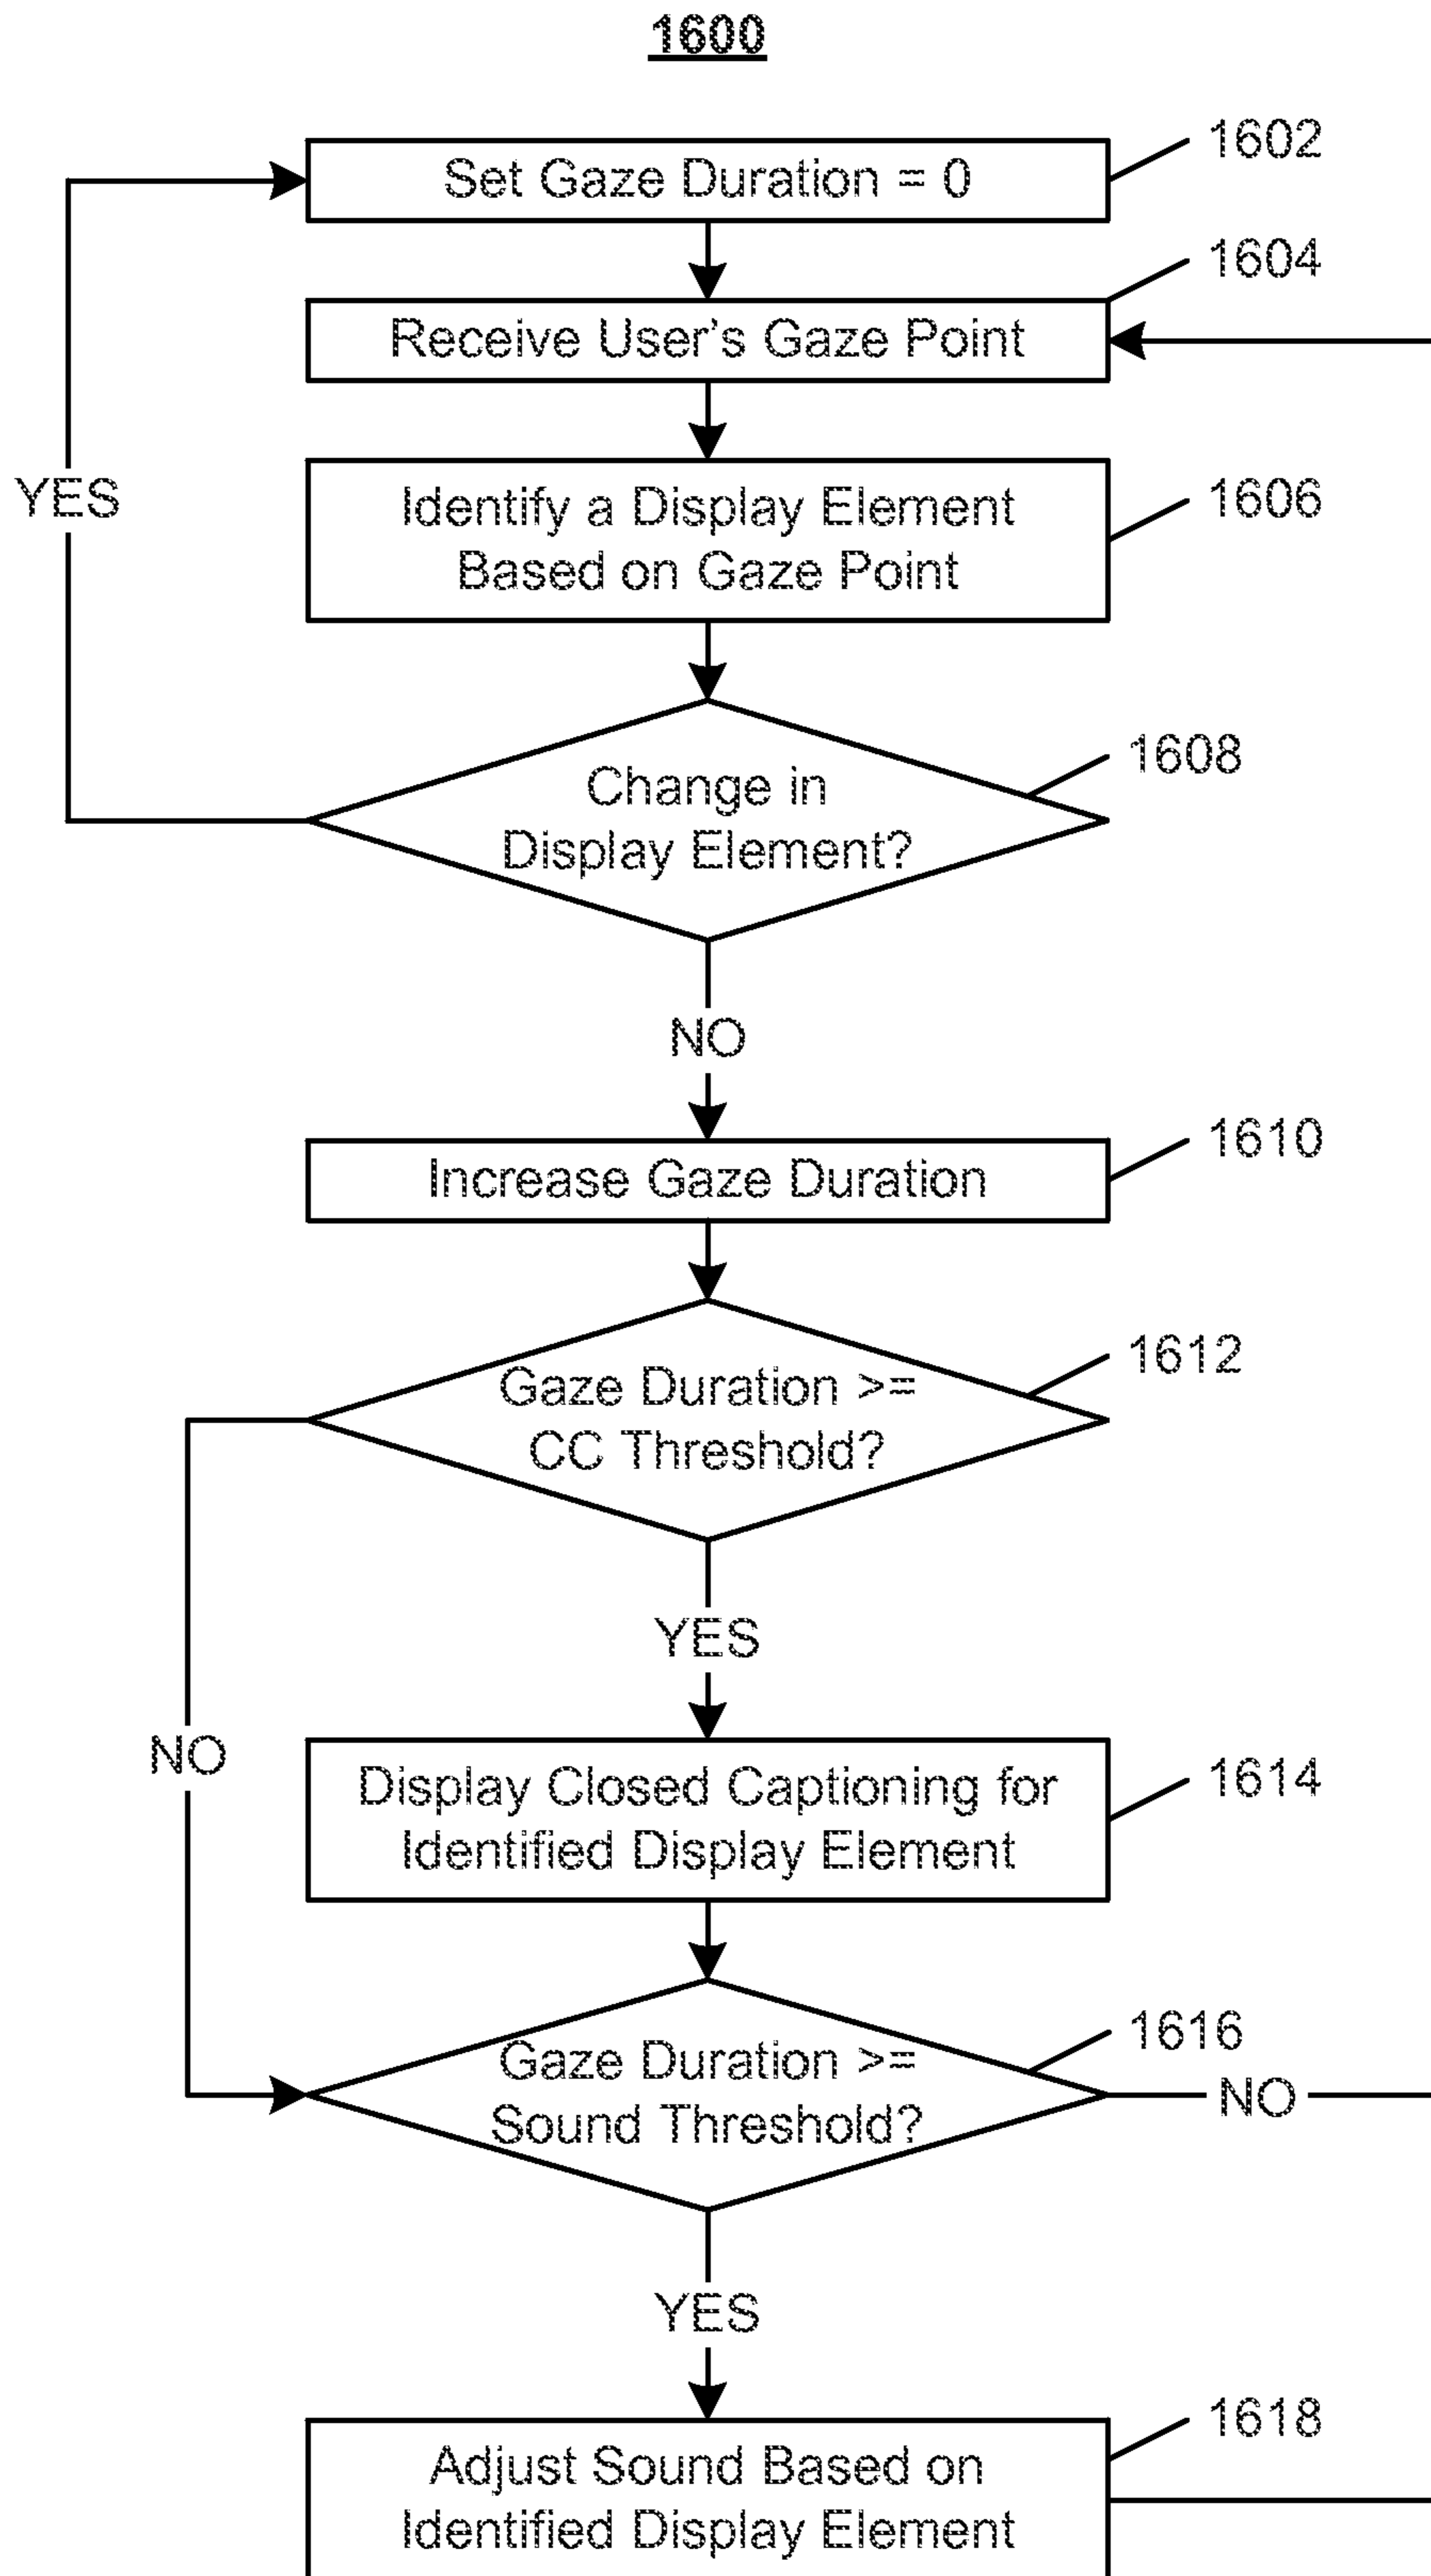 1600
Set Gaze Duration = 0
1602
Receive User's Gaze Point
1604
Identify a Display Element
Based on Gaze Point
1606
YES
Change in
Display Element?
1608
NO
Increase Gaze Duration
1610
Gaze Duration >=
CC Threshold?
1612
YES
NO
Display Closed Captioning for
Identified Display Element
1614
Gaze Duration >=
Sound Threshold?
1616
NO
YES
Adjust Sound Based on
Identified Display Element
1618